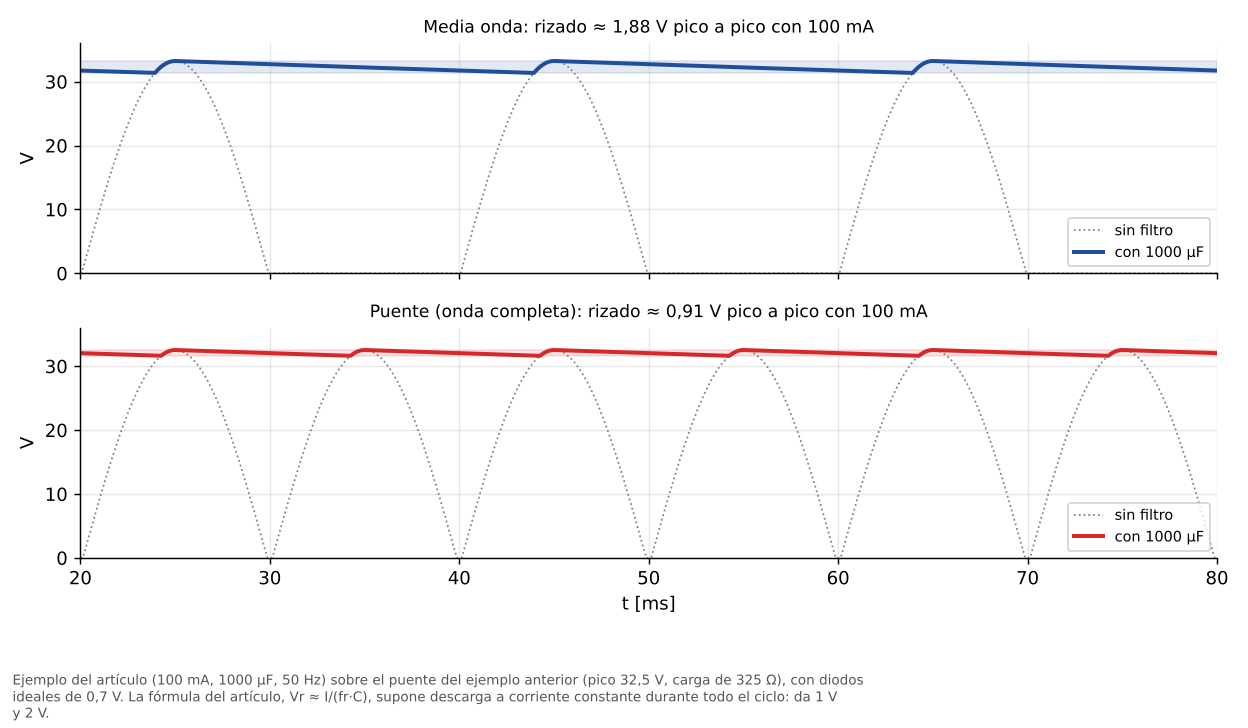 Media onda: rizado ≈ 1,88 V pico a pico con 100 mA
30
20
10
0
V
sin filtro
con 1000 µF
Puente (onda completa): rizado ≈ 0,91 V pico a pico con 100 mA
30
20
10
0
V
sin filtro
con 1000 µF
20 30 40 50 60 70 80
t [ms]
Ejemplo del artículo (100 mA, 1000 µF, 50 Hz) sobre el puente del ejemplo anterior (pico 32,5 V, carga de 325 Ω), con diodos
ideales de 0,7 V. La fórmula del artículo, Vr ≈ I/(fr·C), supone descarga a corriente constante durante todo el ciclo: da 1 V
y 2 V.